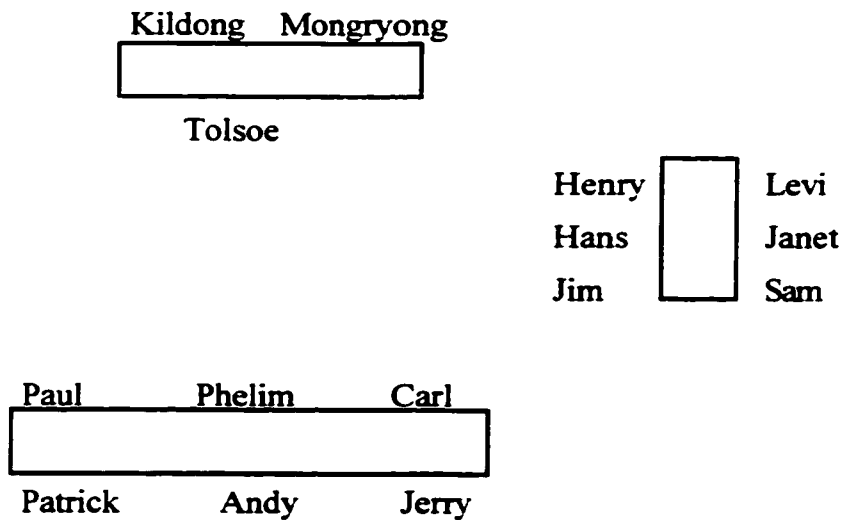 Kildong Mongryong
Tolsoe
Henry Levi
Hans Janet
Jim Sam
Paul Phelim Carl
Patrick Andy Jerry